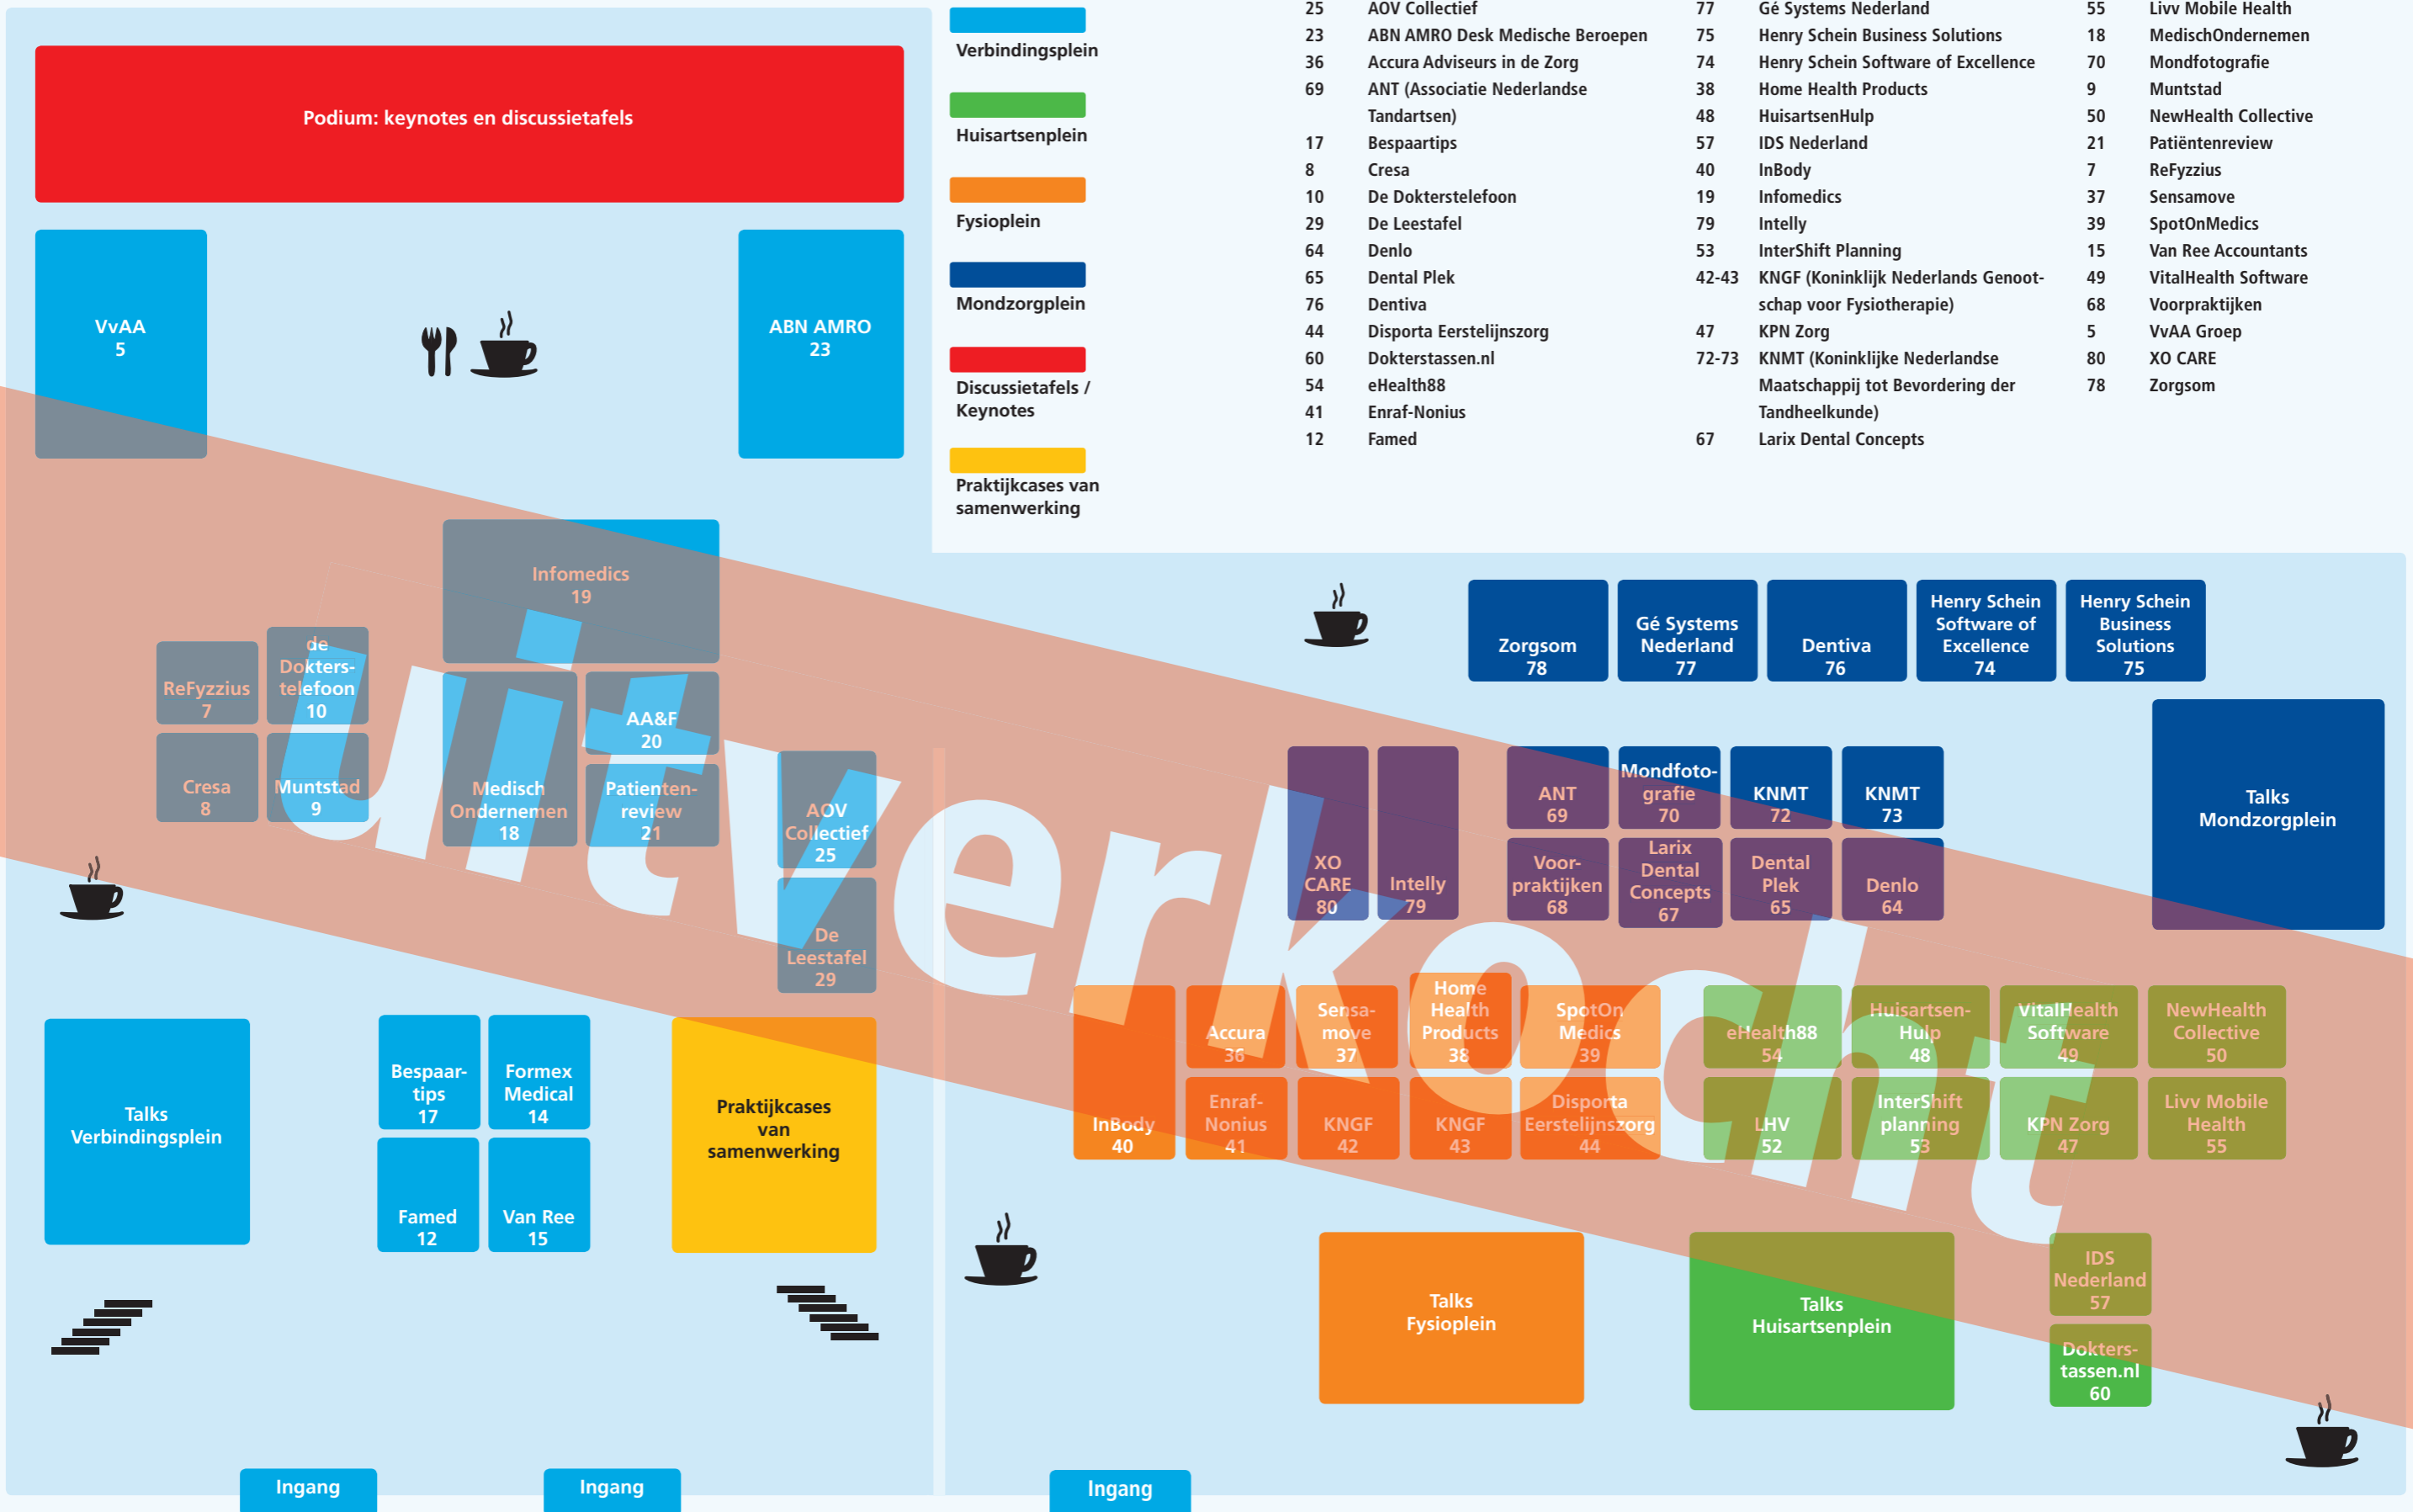 Podium: keynotes en discussietafels
VvAA
5
ABN AMRO
23
Verbindingsplein
Huisartsenplein
Fysioplein
Mondzorgplein
Discussietafels /
Keynotes
Praktijkcases van
samenwerking
25 AOV Collectief
23 ABN AMRO Desk Medische Beroepen
36 Accura Adviseurs in de Zorg
69 ANT (Associatie Nederlandse
Tandartsen)
17 Bespaartips
8 Cresa
10 De Dokterstelefoon
29 De Leestafel
64 Denlo
65 Dental Plek
76 Dentiva
44 Disporta Eerstelijnszorg
60 Dokterstassen.nl
54 eHealth88
41 Enraf-Nonius
12 Famed
77 Gé Systems Nederland
75 Henry Schein Business Solutions
74 Henry Schein Software of Excellence
38 Home Health Products
48 HuisartsenHulp
57 IDS Nederland
40 InBody
19 Infomedics
79 Intelly
53 InterShift Planning
42-43 KNGF (Koninklijk Nederlands Genoot-
schap voor Fysiotherapie)
47 KPN Zorg
72-73 KNMT (Koninklijke Nederlandse
Maatschappij tot Bevordering der
Tandheelkunde)
67 Larix Dental Concepts
55 Livv Mobile Health
18 MedischOndernemen
70 Mondfotografie
9 Muntstad
50 NewHealth Collective
21 Patiëntenreview
7 ReFyzzius
37 Sensamove
39 SpotOnMedics
15 Van Ree Accountants
49 VitalHealth Software
68 Voorpraktijken
5 VvAA Groep
80 XO CARE
78 Zorgsom
Infomedics
19
ReFyzzius
7
de
Dokters-
telefoon
10
Cresa
8
Muntstad
9
Medisch
Ondernemen
18
AA&F
20
Patienten-
review
21
AOV
Collectief
25
De
Leestafel
29
uitverkocht
Zorgsom
78
Gé Systems
Nederland
77
Dentiva
76
Henry Schein
Software of
Excellence
74
Henry Schein
Business
Solutions
75
XO
CARE
80
Intelly
79
ANT
69
Mondfoto-
grafie
70
KNMT
72
KNMT
73
Voor-
praktijken
68
Larix
Dental
Concepts
67
Dental
Plek
65
Denlo
64
Talks
Mondzorgplein
InBody
40
Accura
36
Sensa-
move
37
Home
Health
Products
38
SpotOn
Medics
39
Enraf-
Nonius
41
KNGF
42
KNGF
43
Disporta
Eerstelijnszorg
44
eHealth88
54
Huisartsen-
Hulp
48
VitalHealth
Software
49
NewHealth
Collective
50
LHV
52
InterShift
planning
53
KPN Zorg
47
Livv Mobile
Health
55
Talks
Verbindingsplein
Bespaar-
tips
17
Formex
Medical
14
Famed
12
Van Ree
15
Praktijkcases
van
samenwerking
Talks
Fysioplein
Talks
Huisartsenplein
IDS
Nederland
57
Dokters-
tassen.nl
60
Ingang
Ingang
Ingang